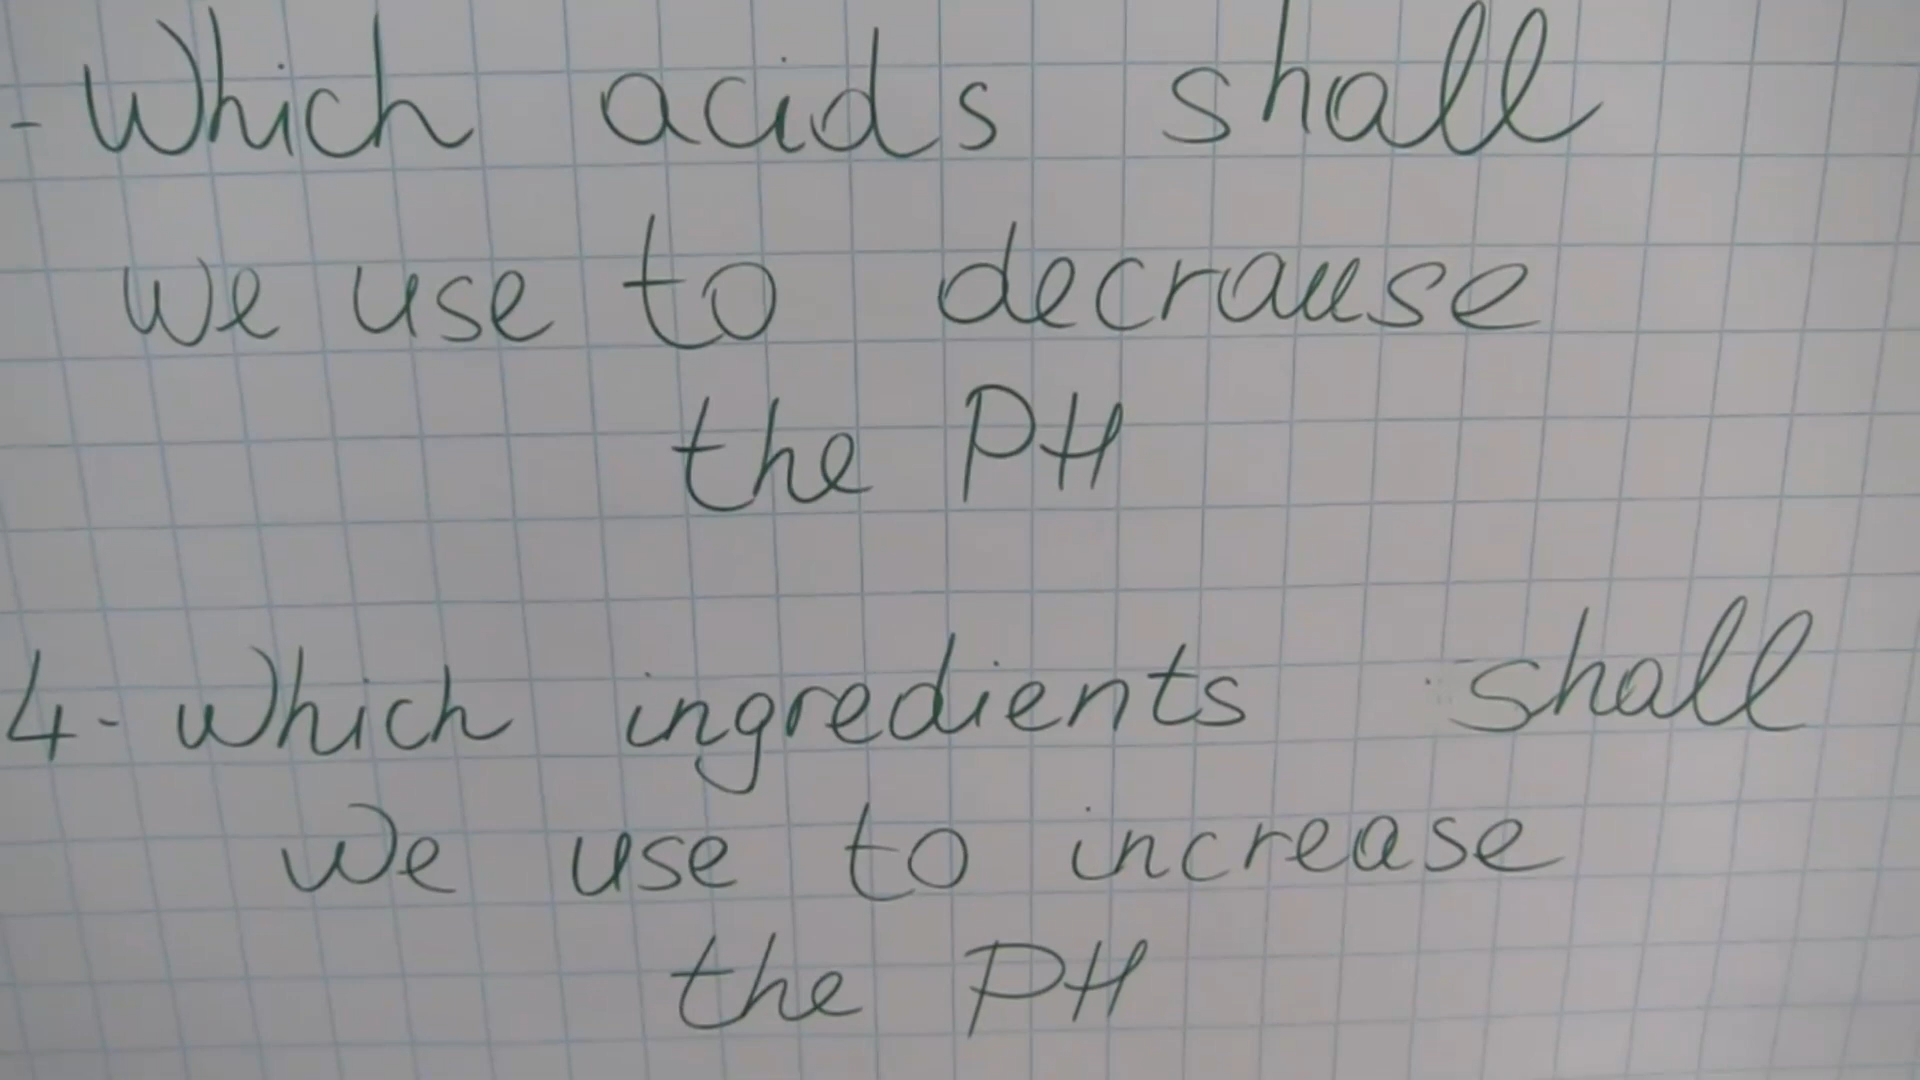 - Which acids shall
we use to decrause
the PH
4- Which ingredients shall
We use to increase
the PH